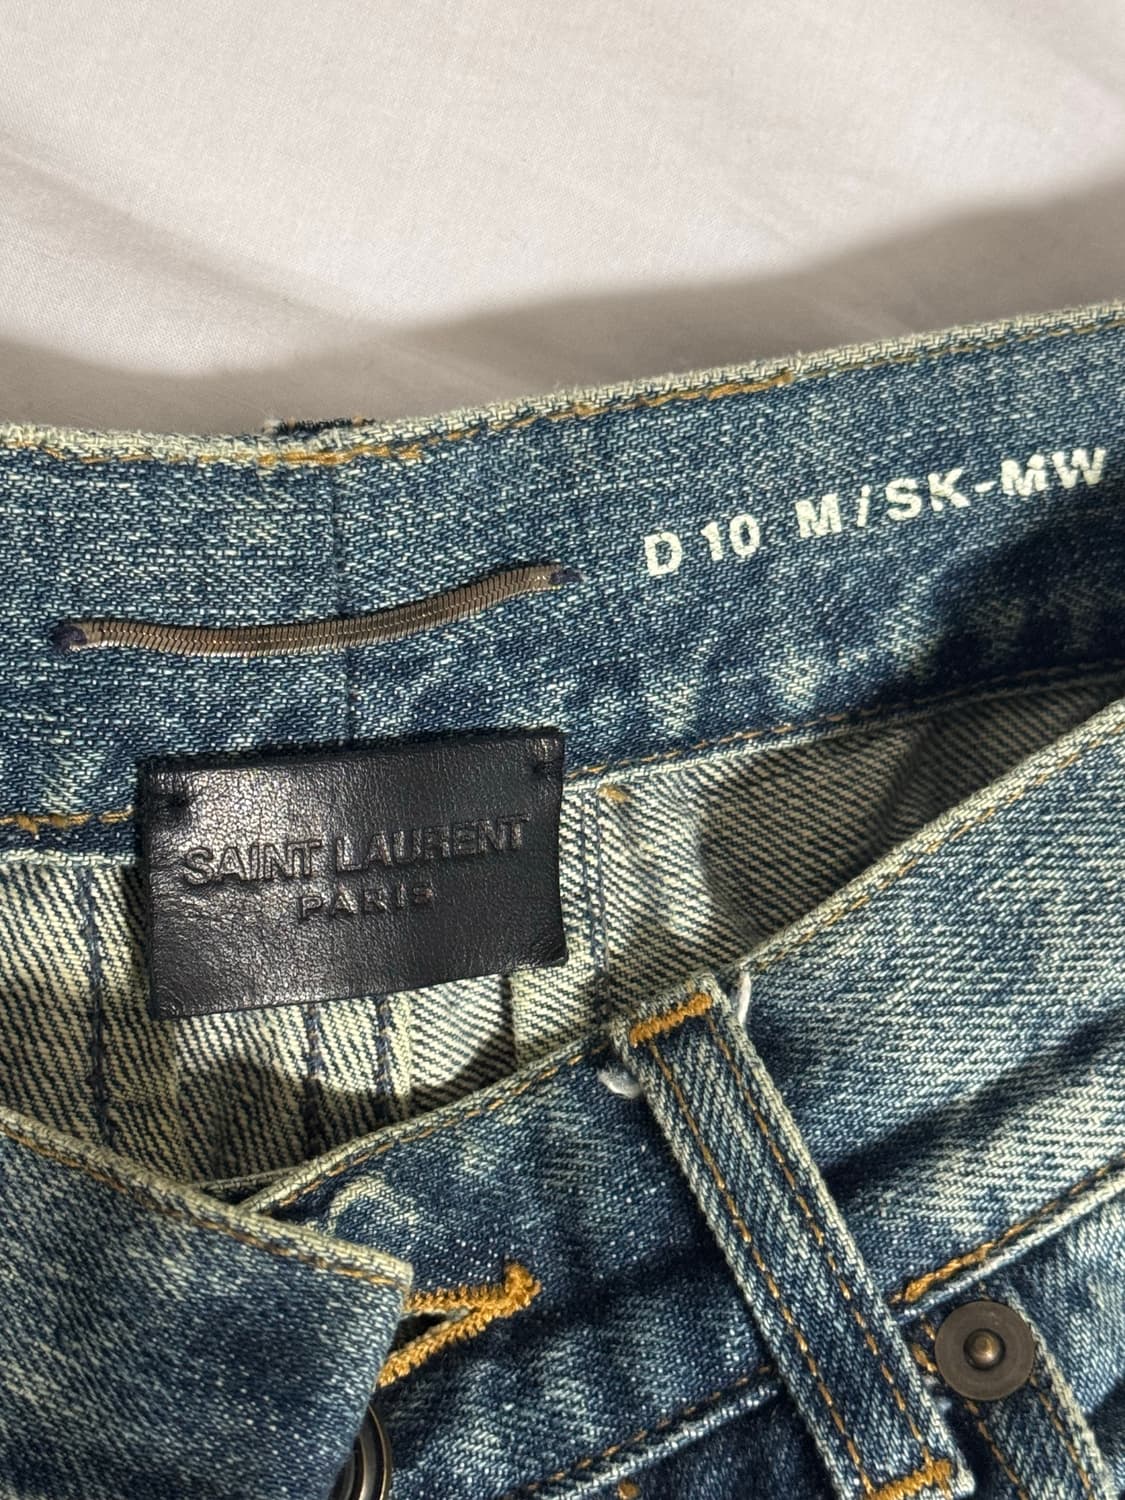 D 10 M/SK-MW
SAINT LAURENT
PARIS